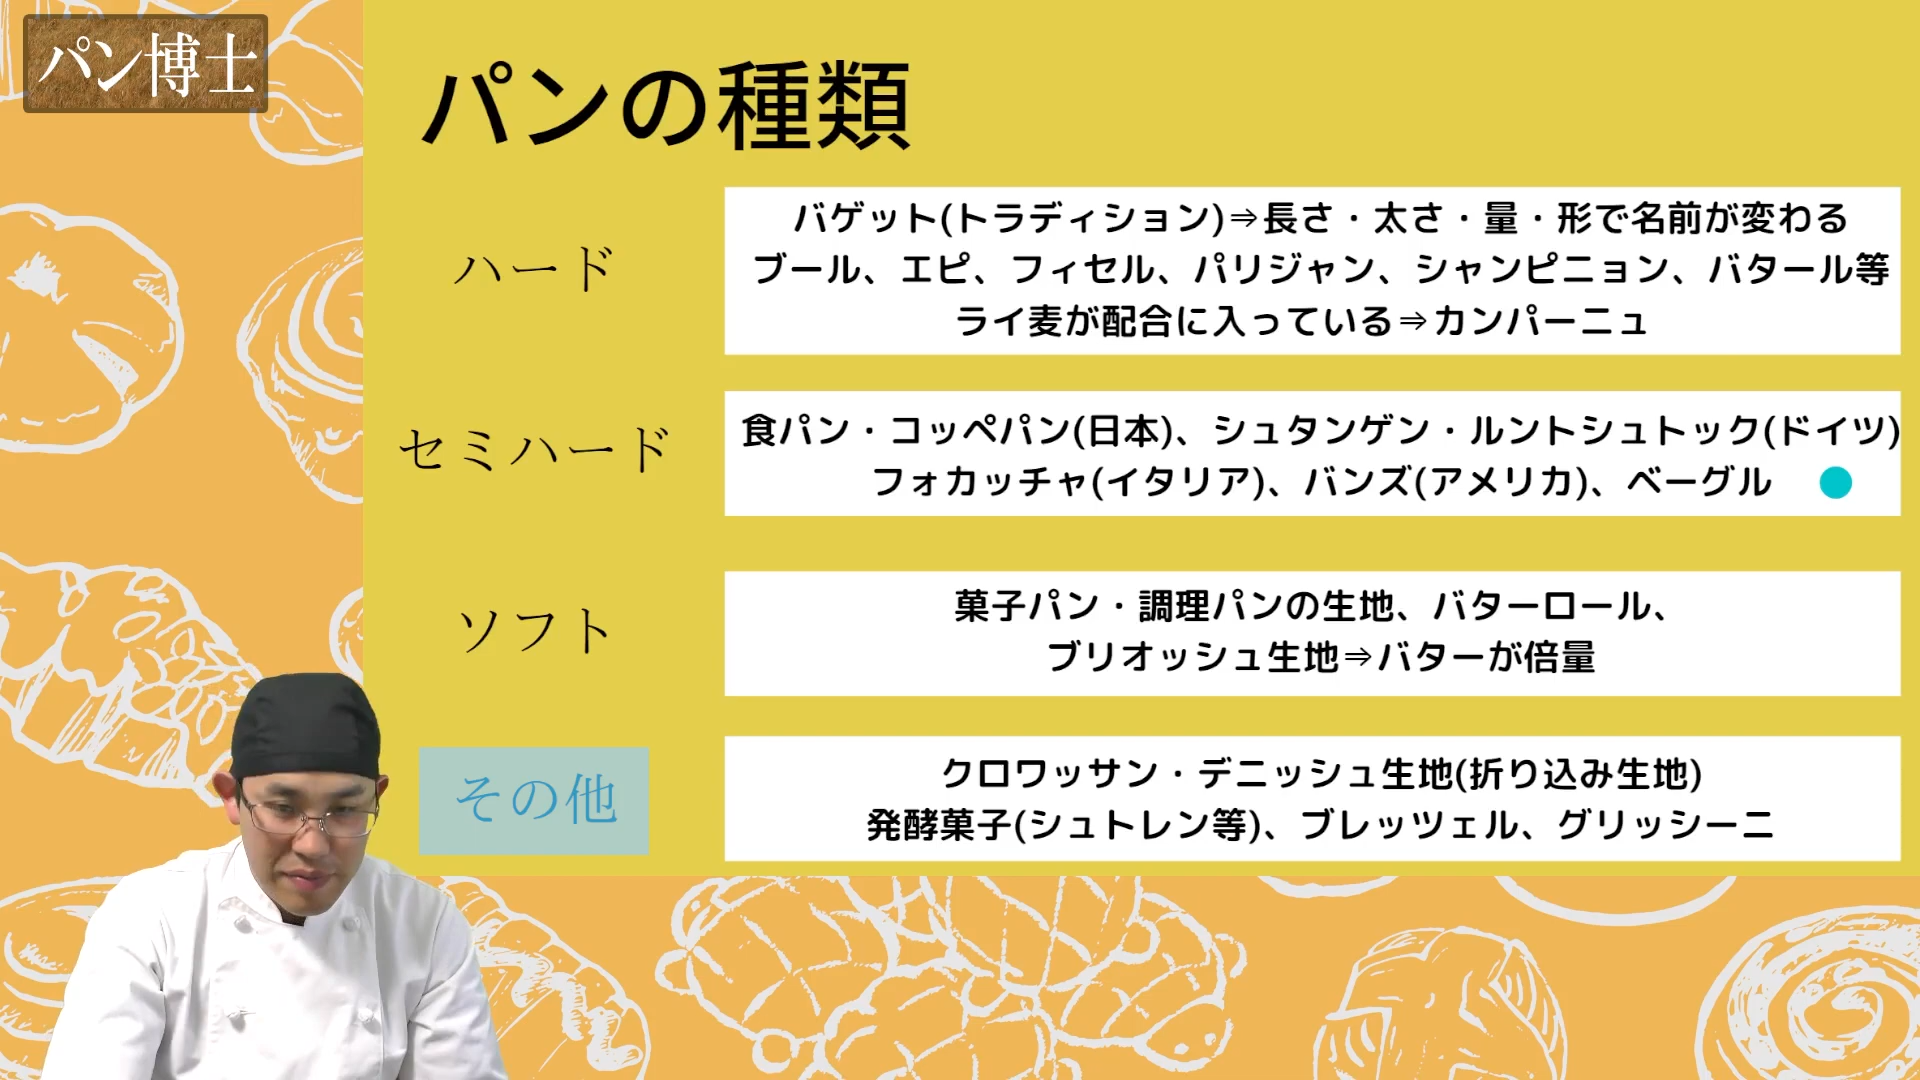 パン博士
パンの種類
ハード
バゲット(トラディション)⇒長さ・太さ・量・形で名前が変わる
ブール、エピ、フィセル、パリジャン、シャンピニョン、バタール等
ライ麦が配合に入っている⇒カンパーニュ
セミハード
食パン・コッペパン(日本)、シュタンゲン・ルントシュトック(ドイツ)
フォカッチャ(イタリア)、バンズ(アメリカ)、ベーグル
ソフト
菓子パン・調理パンの生地、バターロール、
ブリオッシュ生地⇒バターが倍量
その他
クロワッサン・デニッシュ生地(折り込み生地)
発酵菓子(シュトレン等)、ブレッツェル、グリッシーニ